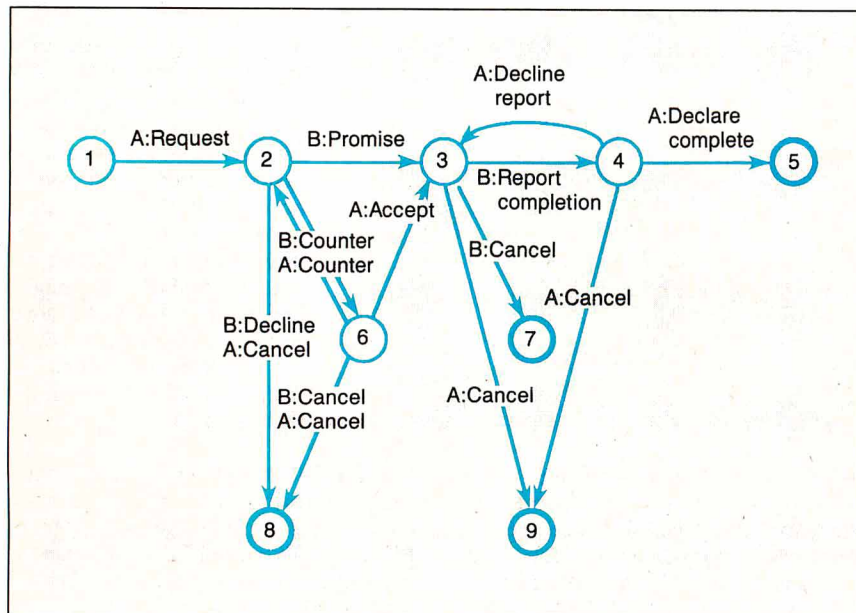 A:Decline
report
A:Declare
complete
A:Request
B:Promise
1
2
3
4
5
B:Report
completion
A:Accept
B:Counter
A:Counter
B:Cancel
A:Cancel
B:Decline
A:Cancel
6
7
B:Cancel
A:Cancel
A:Cancel
8
9